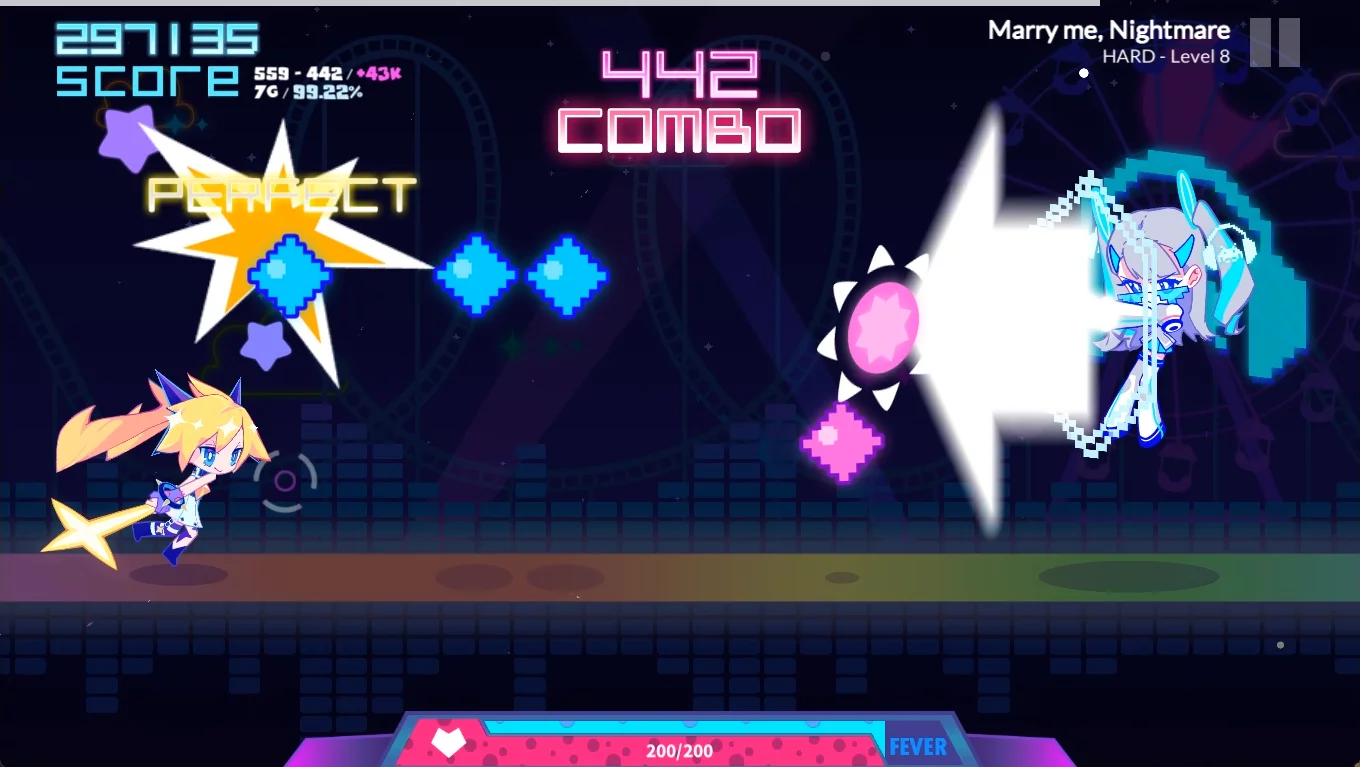 297135
score
559 - 442 / +43K
7G / 99.22%
442
COMBO
Marry me, Nightmare
HARD - Level 8
PERFECT
200/200
FEVER